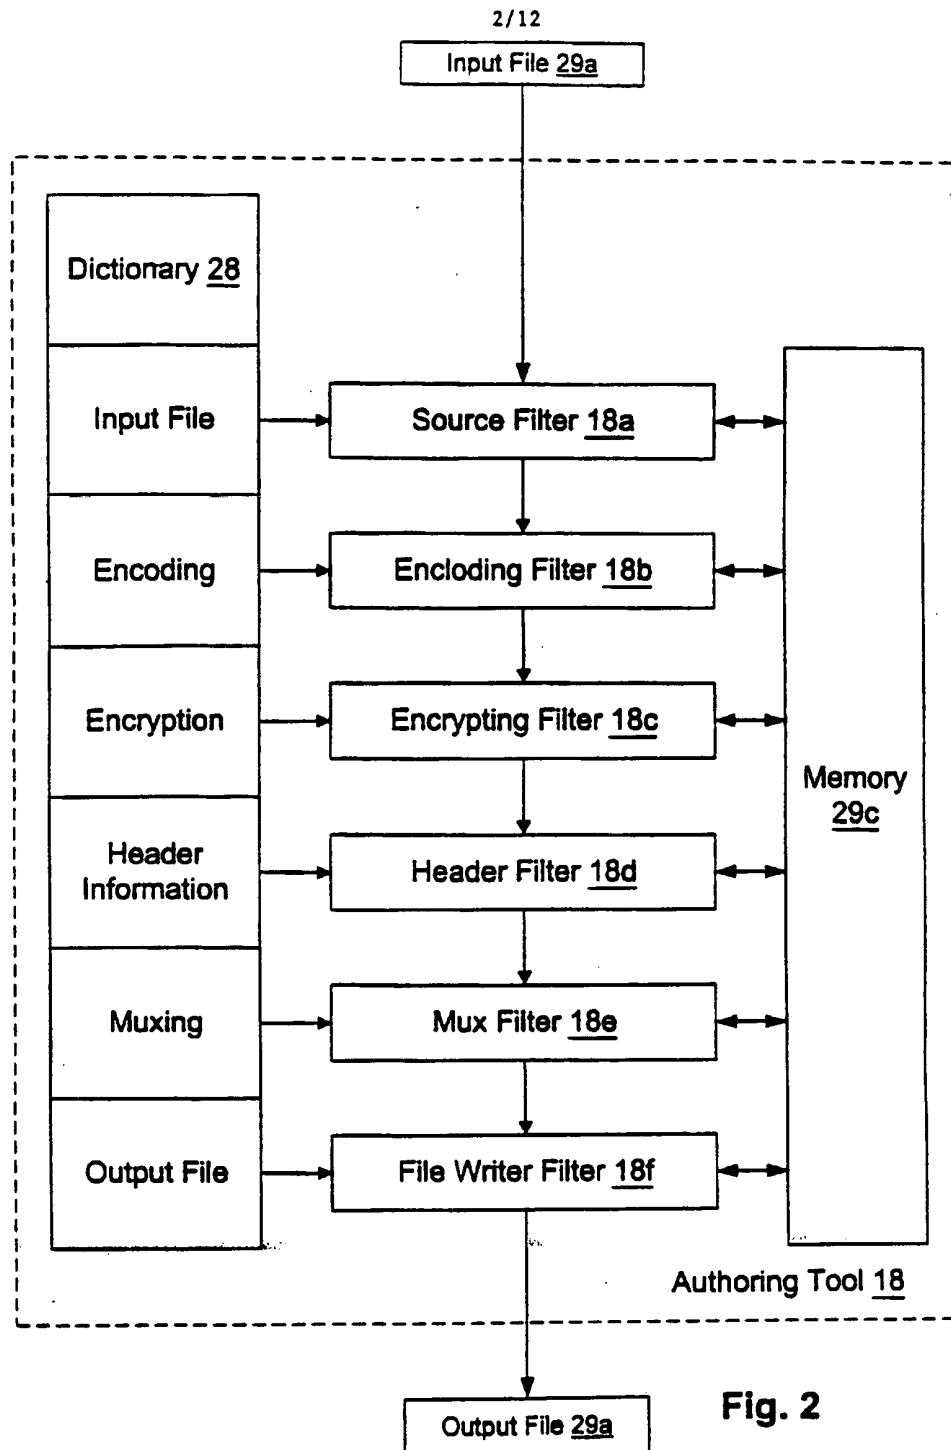 2/12
Input File 29a
Dictionary 28
Input File
Source Filter 18a
Encoding
Encloding Filter 18b
Encryption
Encrypting Filter 18c
Memory
29c
Header
Information
Header Filter 18d
Muxing
Mux Filter 18e
Output File
File Writer Filter 18f
Authoring Tool 18
Output File 29a
Fig. 2